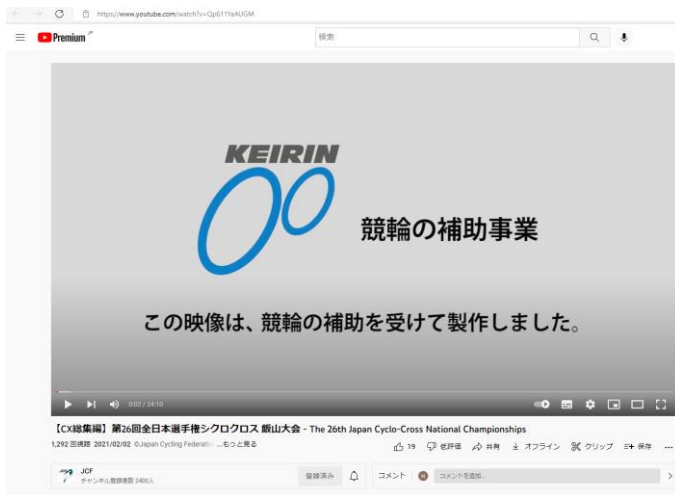 https://www.youtube.com/watch?v=Qp611YaAUGM
Premium JP
検索
KEIRIN
競輪の補助事業
この映像は、競輪の補助を受けて製作しました。
0:02 / 24:10
【CX総集編】第26回全日本選手権シクロクロス 飯山大会 - The 26th Japan Cyclo-Cross National Championships
1,292 回視聴 2021/02/02 ©Japan Cycling Federatio ...もっと見る
19 低評価 共有 オフライン クリップ 保存
JCF
チャンネル登録者数 2400人
登録済み
コメント
コメントを追加...